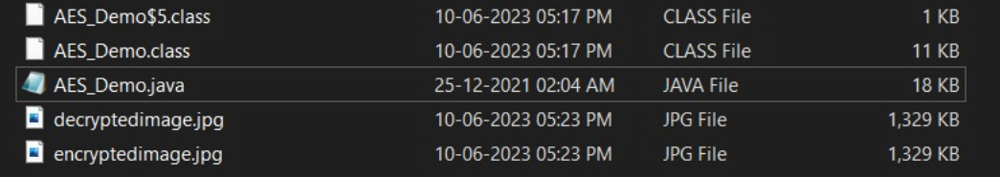 AES_Demo$5.class 10-06-2023 05:17 PM CLASS File 1 KB
AES_Demo.class 10-06-2023 05:17 PM CLASS File 11 KB
AES_Demo.java 25-12-2021 02:04 AM JAVA File 18 KB
decryptedimage.jpg 10-06-2023 05:23 PM JPG File 1,329 KB
encryptedimage.jpg 10-06-2023 05:23 PM JPG File 1,329 KB